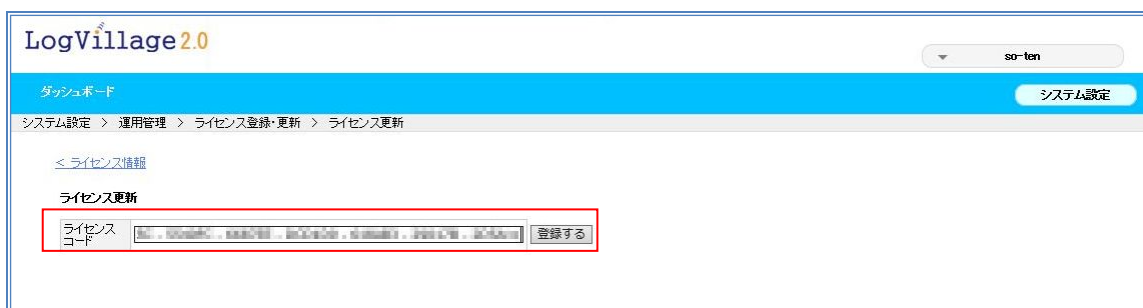 LogVillage 2.0
so-ten
ダッシュボード
システム設定
システム設定 > 運用管理 > ライセンス登録・更新 > ライセンス更新
< ライセンス情報
ライセンス更新
ライセンス
コード
登録する